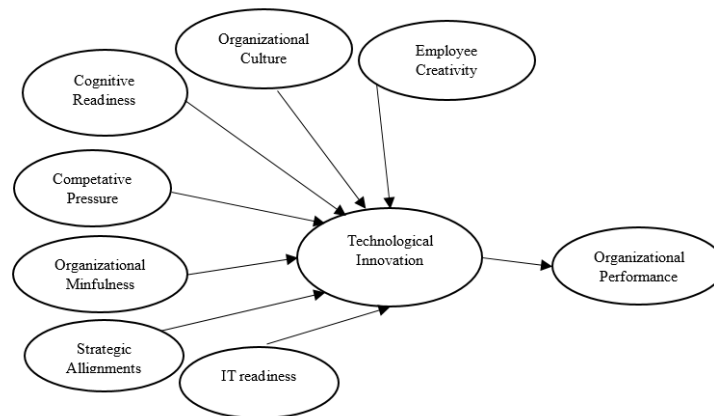 Organizational
Culture
Employee
Creativity
Cognitive
Readiness
Competative
Pressure
Technological
Innovation
Organizational
Performance
Organizational
Minfulness
Strategic
Allignments
IT readiness